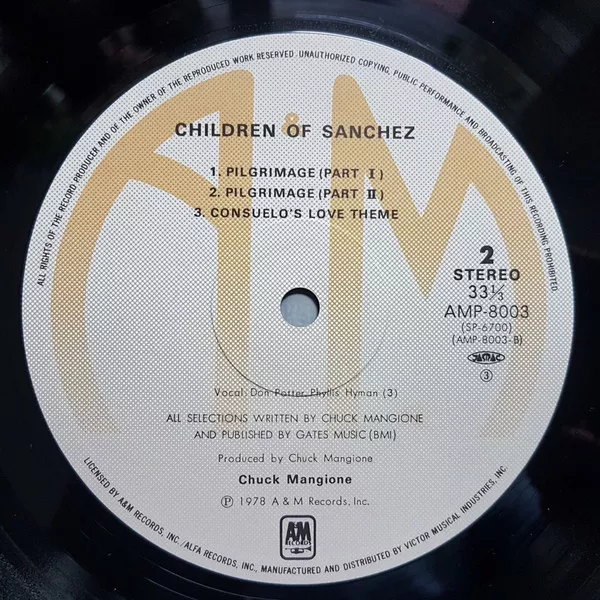 ALL RIGHTS OF THE RECORD PRODUCER AND OF THE OWNER OF THE REPRODUCED WORK RESERVED UNAUTHORIZED COPYING, PUBLIC PERFORMANCE AND BROADCASTING OF THIS RECORDING PROHIBITED
CHILDREN OF SANCHEZ
1. PILGRIMAGE (PART I)
2. PILGRIMAGE (PART II)
3. CONSUELO'S LOVE THEME
2
STEREO
33⅓
AMP-8003
(SP-6700)
(AMP-8003-B)
JASRAC
③
Vocal: Don Potter, Phyllis Hyman (3)
ALL SELECTIONS WRITTEN BY CHUCK MANGIONE
AND PUBLISHED BY GATES MUSIC (BMI)
Produced by Chuck Mangione
Chuck Mangione
Ⓟ 1978 A & M Records, Inc.
A&M
RECORDS
LICENSED BY A&M RECORDS, INC./ALFA RECORDS, INC., MANUFACTURED AND DISTRIBUTED BY VICTOR MUSICAL INDUSTRIES, INC.